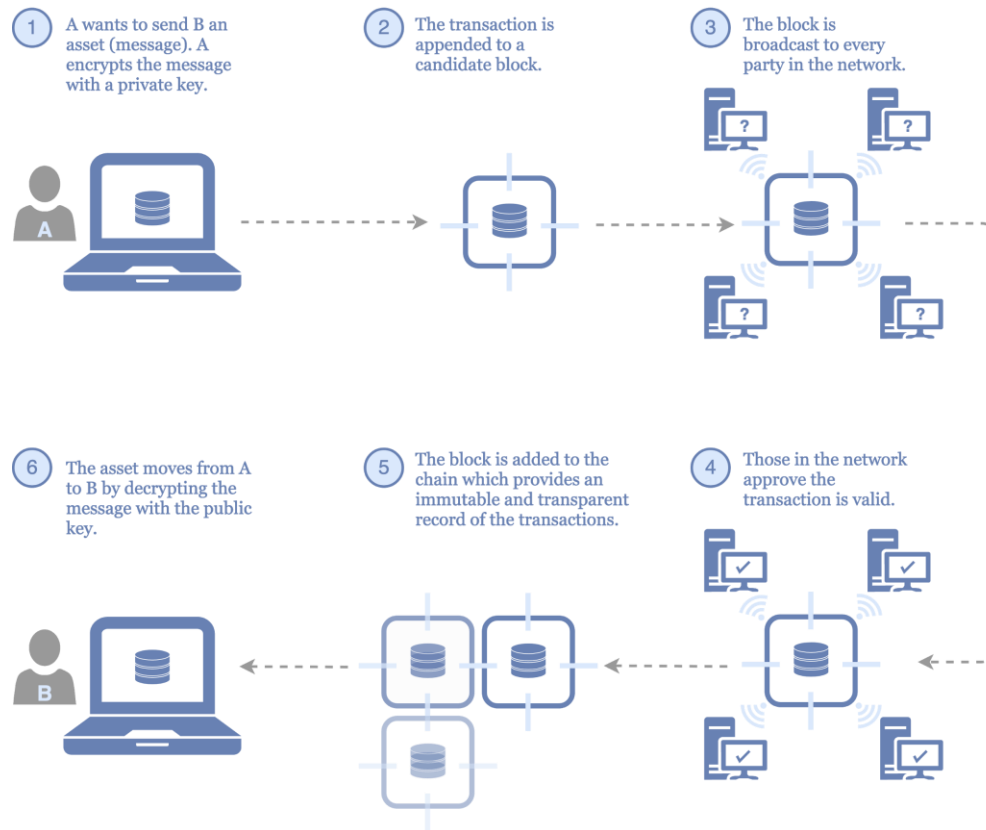 1
A wants to send B an
asset (message). A
encrypts the message
with a private key.
2
The transaction is
appended to a
candidate block.
3
The block is
broadcast to every
party in the network.
A
?
?
?
?
6
The asset moves from A
to B by decrypting the
message with the public
key.
5
The block is added to the
chain which provides an
immutable and transparent
record of the transactions.
4
Those in the network
approve the
transaction is valid.
B